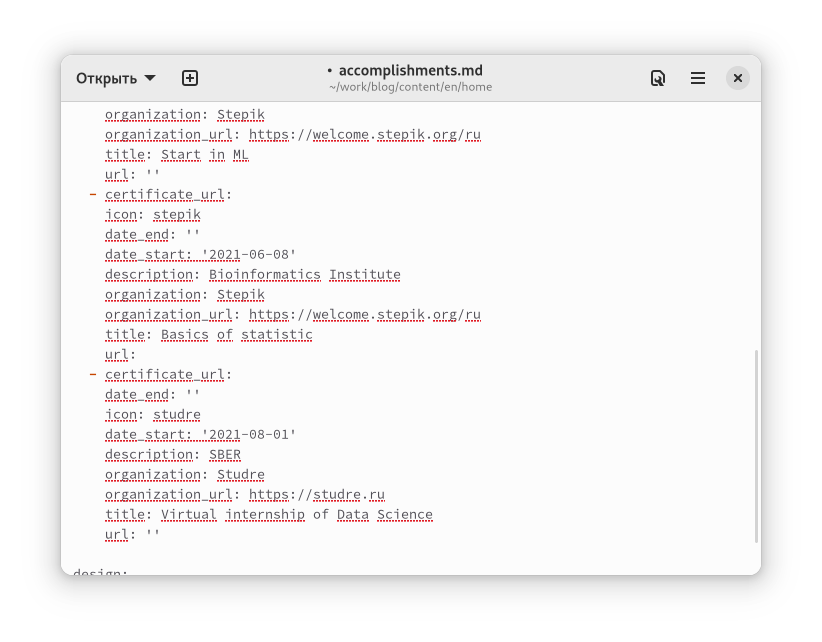 Открыть
• accomplishments.md
~/work/blog/content/en/home
organization: Stepik
organization_url: https://welcome.stepik.org/ru
title: Start in ML
url: ''
- certificate_url:
icon: stepik
date_end: ''
date_start: '2021-06-08'
description: Bioinformatics Institute
organization: Stepik
organization_url: https://welcome.stepik.org/ru
title: Basics of statistic
url:
- certificate_url:
date_end: ''
icon: studre
date_start: '2021-08-01'
description: SBER
organization: Studre
organization_url: https://studre.ru
title: Virtual internship of Data Science
url: ''
design: